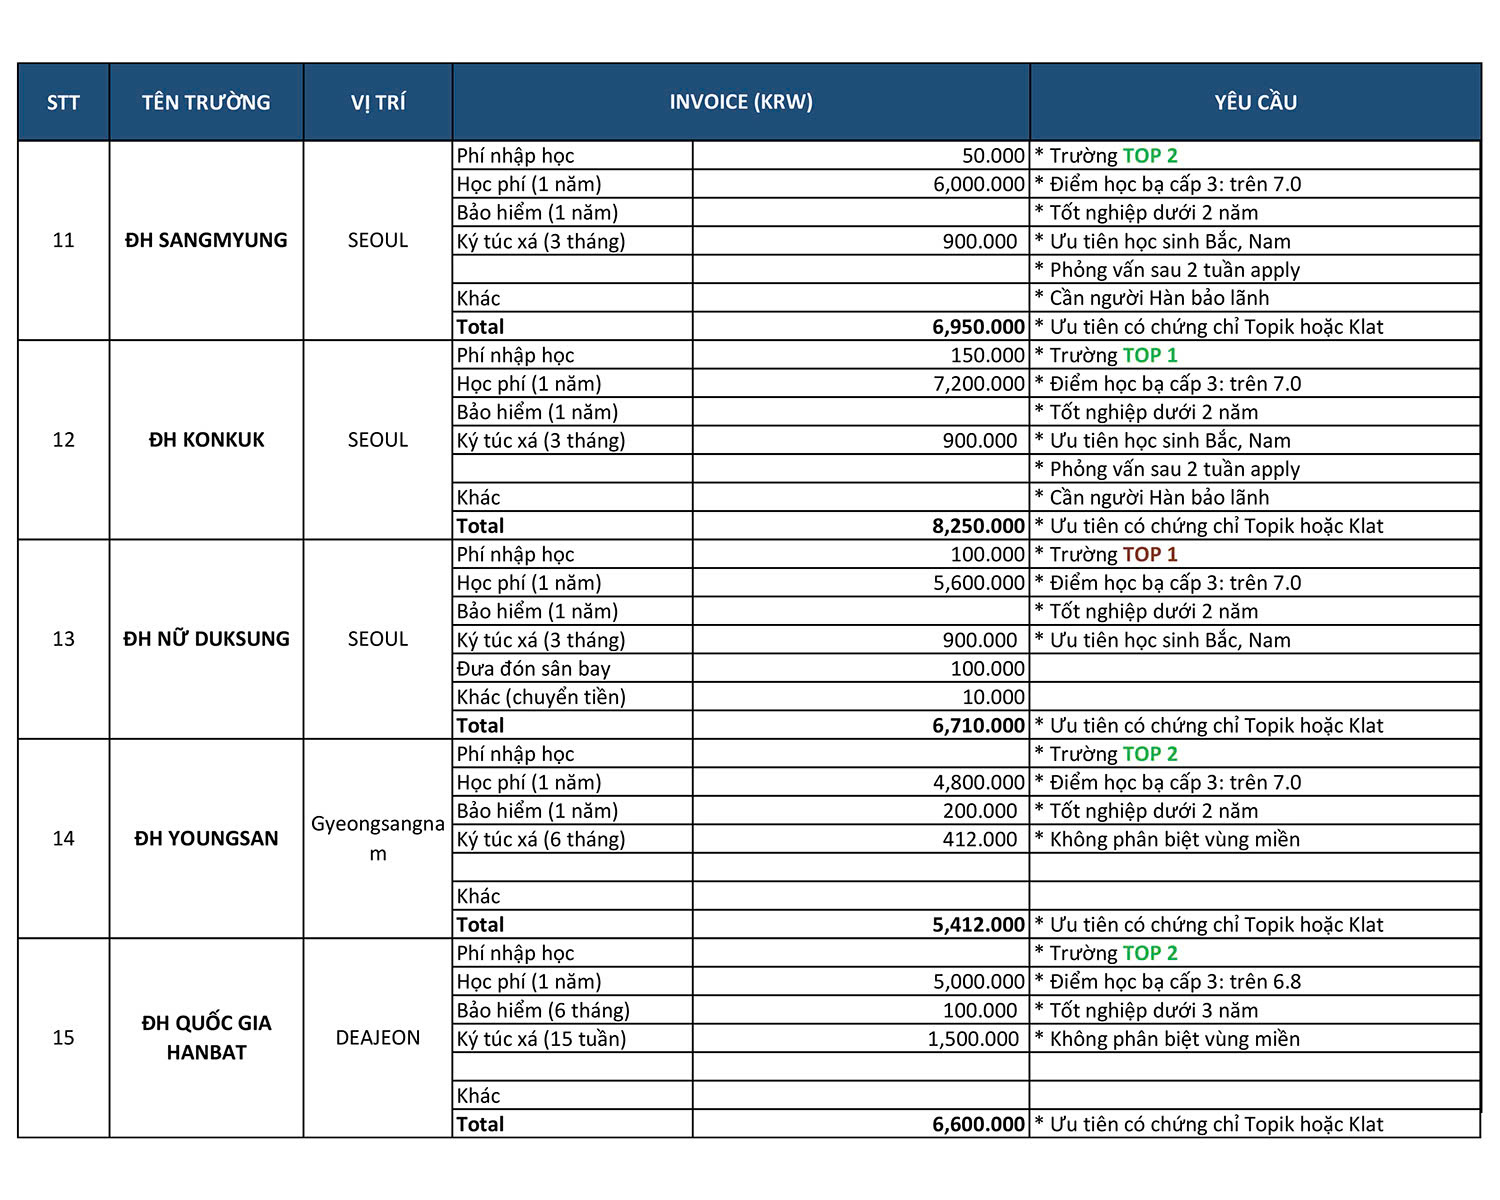 STT TÊN TRƯỜNG VỊ TRÍ INVOICE (KRW) YÊU CẦU
11 ĐH SANGMYUNG SEOUL
Phí nhập học 50.000 * Trường TOP 2
Học phí (1 năm) 6,000.000 * Điểm học bạ cấp 3: trên 7.0
Bảo hiểm (1 năm) * Tốt nghiệp dưới 2 năm
Ký túc xá (3 tháng) 900.000 * Ưu tiên học sinh Bắc, Nam
* Phỏng vấn sau 2 tuần apply
Khác * Cần người Hàn bảo lãnh
Total 6,950.000 * Ưu tiên có chứng chỉ Topik hoặc Klat
12 ĐH KONKUK SEOUL
Phí nhập học 150.000 * Trường TOP 1
Học phí (1 năm) 7,200.000 * Điểm học bạ cấp 3: trên 7.0
Bảo hiểm (1 năm) * Tốt nghiệp dưới 2 năm
Ký túc xá (3 tháng) 900.000 * Ưu tiên học sinh Bắc, Nam
* Phỏng vấn sau 2 tuần apply
Khác * Cần người Hàn bảo lãnh
Total 8,250.000 * Ưu tiên có chứng chỉ Topik hoặc Klat
13 ĐH NỮ DUKSUNG SEOUL
Phí nhập học 100.000 * Trường TOP 1
Học phí (1 năm) 5,600.000 * Điểm học bạ cấp 3: trên 7.0
Bảo hiểm (1 năm) * Tốt nghiệp dưới 2 năm
Ký túc xá (3 tháng) 900.000 * Ưu tiên học sinh Bắc, Nam
Đưa đón sân bay 100.000
Khác (chuyển tiền) 10.000
Total 6,710.000 * Ưu tiên có chứng chỉ Topik hoặc Klat
14 ĐH YOUNGSAN Gyeongsangna
m
Phí nhập học * Trường TOP 2
Học phí (1 năm) 4,800.000 * Điểm học bạ cấp 3: trên 7.0
Bảo hiểm (1 năm) 200.000 * Tốt nghiệp dưới 2 năm
Ký túc xá (6 tháng) 412.000 * Không phân biệt vùng miền
Khác
Total 5,412.000 * Ưu tiên có chứng chỉ Topik hoặc Klat
15 ĐH QUỐC GIA
HANBAT
DEAJEON
Phí nhập học * Trường TOP 2
Học phí (1 năm) 5,000.000 * Điểm học bạ cấp 3: trên 6.8
Bảo hiểm (6 tháng) 100.000 * Tốt nghiệp dưới 3 năm
Ký túc xá (15 tuần) 1,500.000 * Không phân biệt vùng miền
Khác
Total 6,600.000 * Ưu tiên có chứng chỉ Topik hoặc Klat